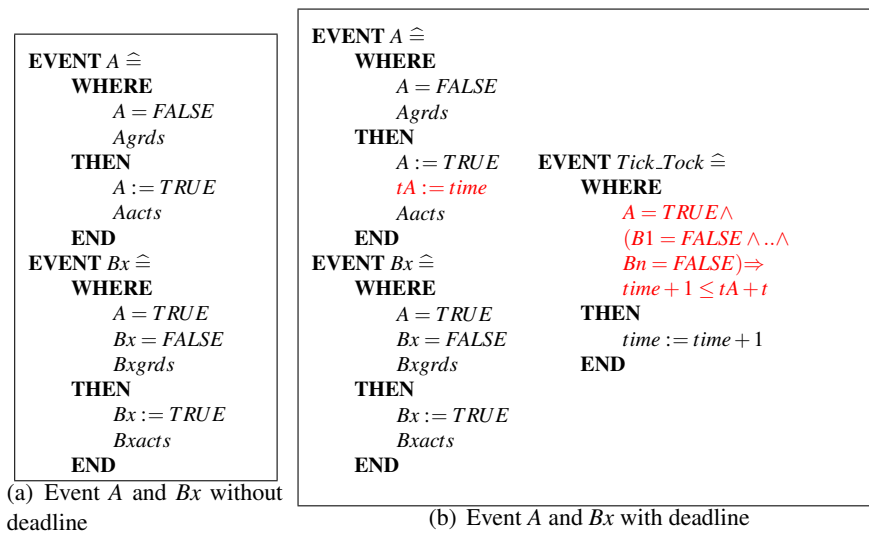 EVENT A ≙
WHERE
A = FALSE
Agrds
THEN
A := TRUE
Aacts
END
EVENT Bx ≙
WHERE
A = TRUE
Bx = FALSE
Bxgrds
THEN
Bx := TRUE
Bxacts
END
(a) Event A and Bx without
deadline
EVENT A ≙
WHERE
A = FALSE
Agrds
THEN
A := TRUE
tA := time
Aacts
END
EVENT Bx ≙
WHERE
A = TRUE
Bx = FALSE
Bxgrds
THEN
Bx := TRUE
Bxacts
END
EVENT Tick_Tock ≙
WHERE
A = TRUE∧
(B1 = FALSE ∧ ..∧
Bn = FALSE)⇒
time + 1 ≤ tA + t
THEN
time := time + 1
END
(b) Event A and Bx with deadline